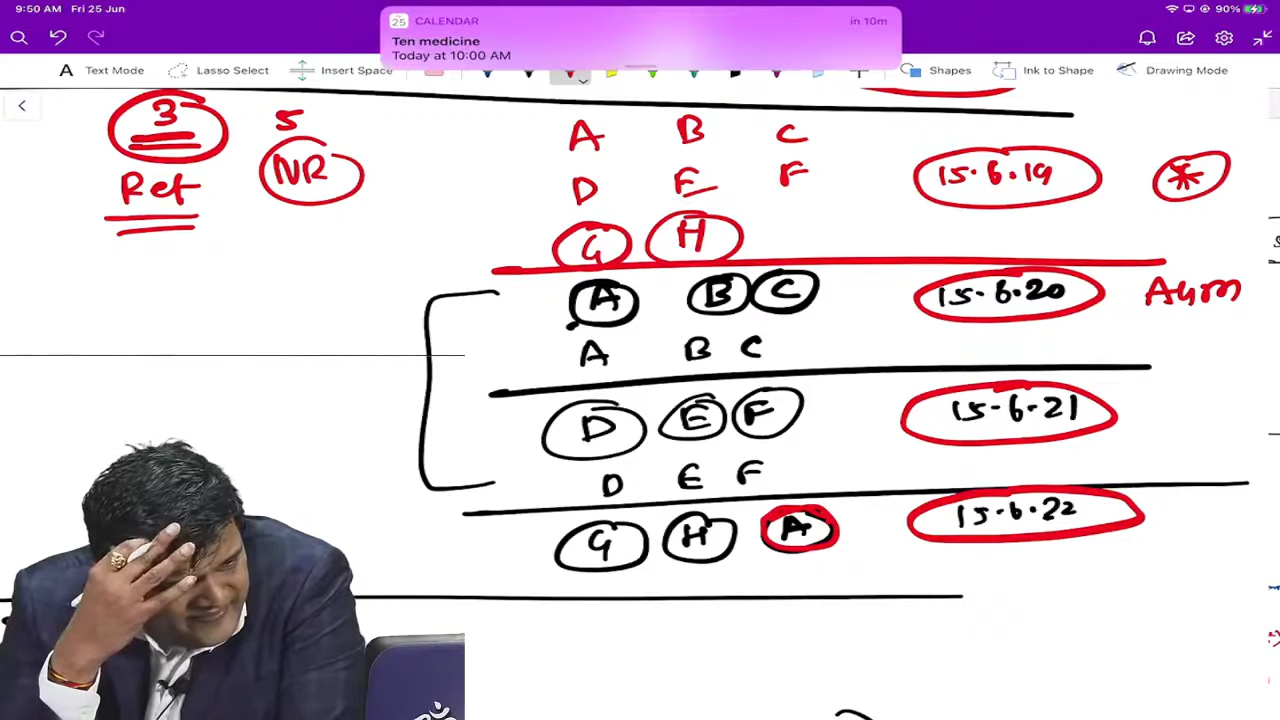 9:50 AM Fri 25 Jun
90%
25 CALENDAR in 10m
Ten medicine
Today at 10:00 AM
A Text Mode Lasso Select Insert Space Shapes Ink to Shape Drawing Mode
3 5 A B C
Ref NR D E F 15.6.19 *
G H
A B C 15.6.20 AGM
A B C
D E F 15.6.21
D E F
G H A 15.6.22
ॐ